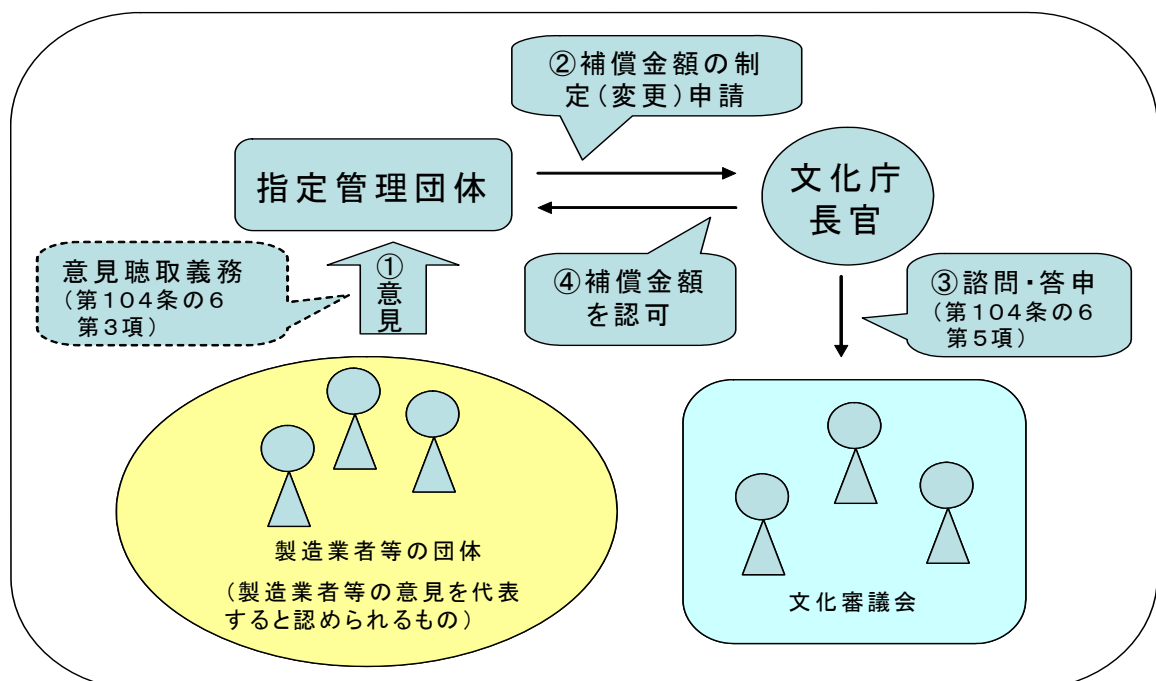 ②補償金額の制
定(変更)申請
指定管理団体
文化庁
長官
意見聴取義務
(第104条の6
第3項)
①意見
④補償金額
を認可
③諮問・答申
(第104条の6
第5項)
製造業者等の団体
(製造業者等の意見を代表
すると認められるもの)
文化審議会